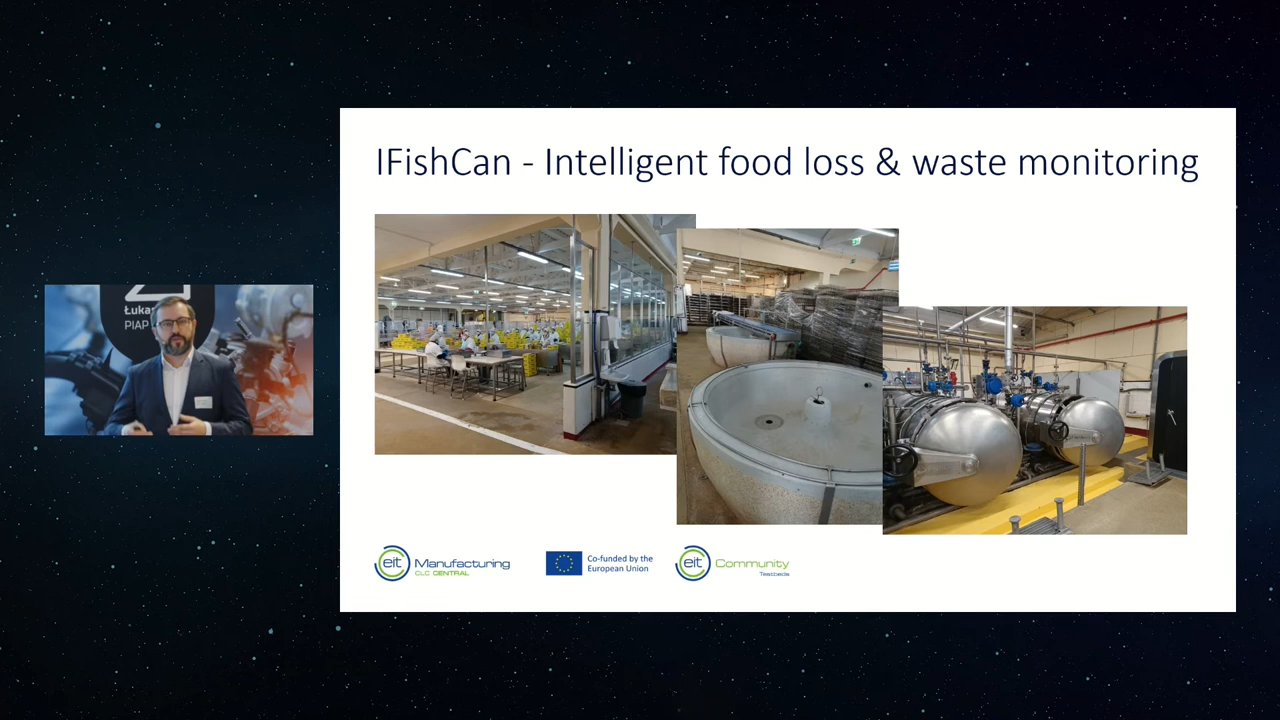 IFishCan - Intelligent food loss & waste monitoring
PIAP
eit Manufacturing
CLC CENTRAL
Co-funded by the
European Union
eit Community
Testbeds